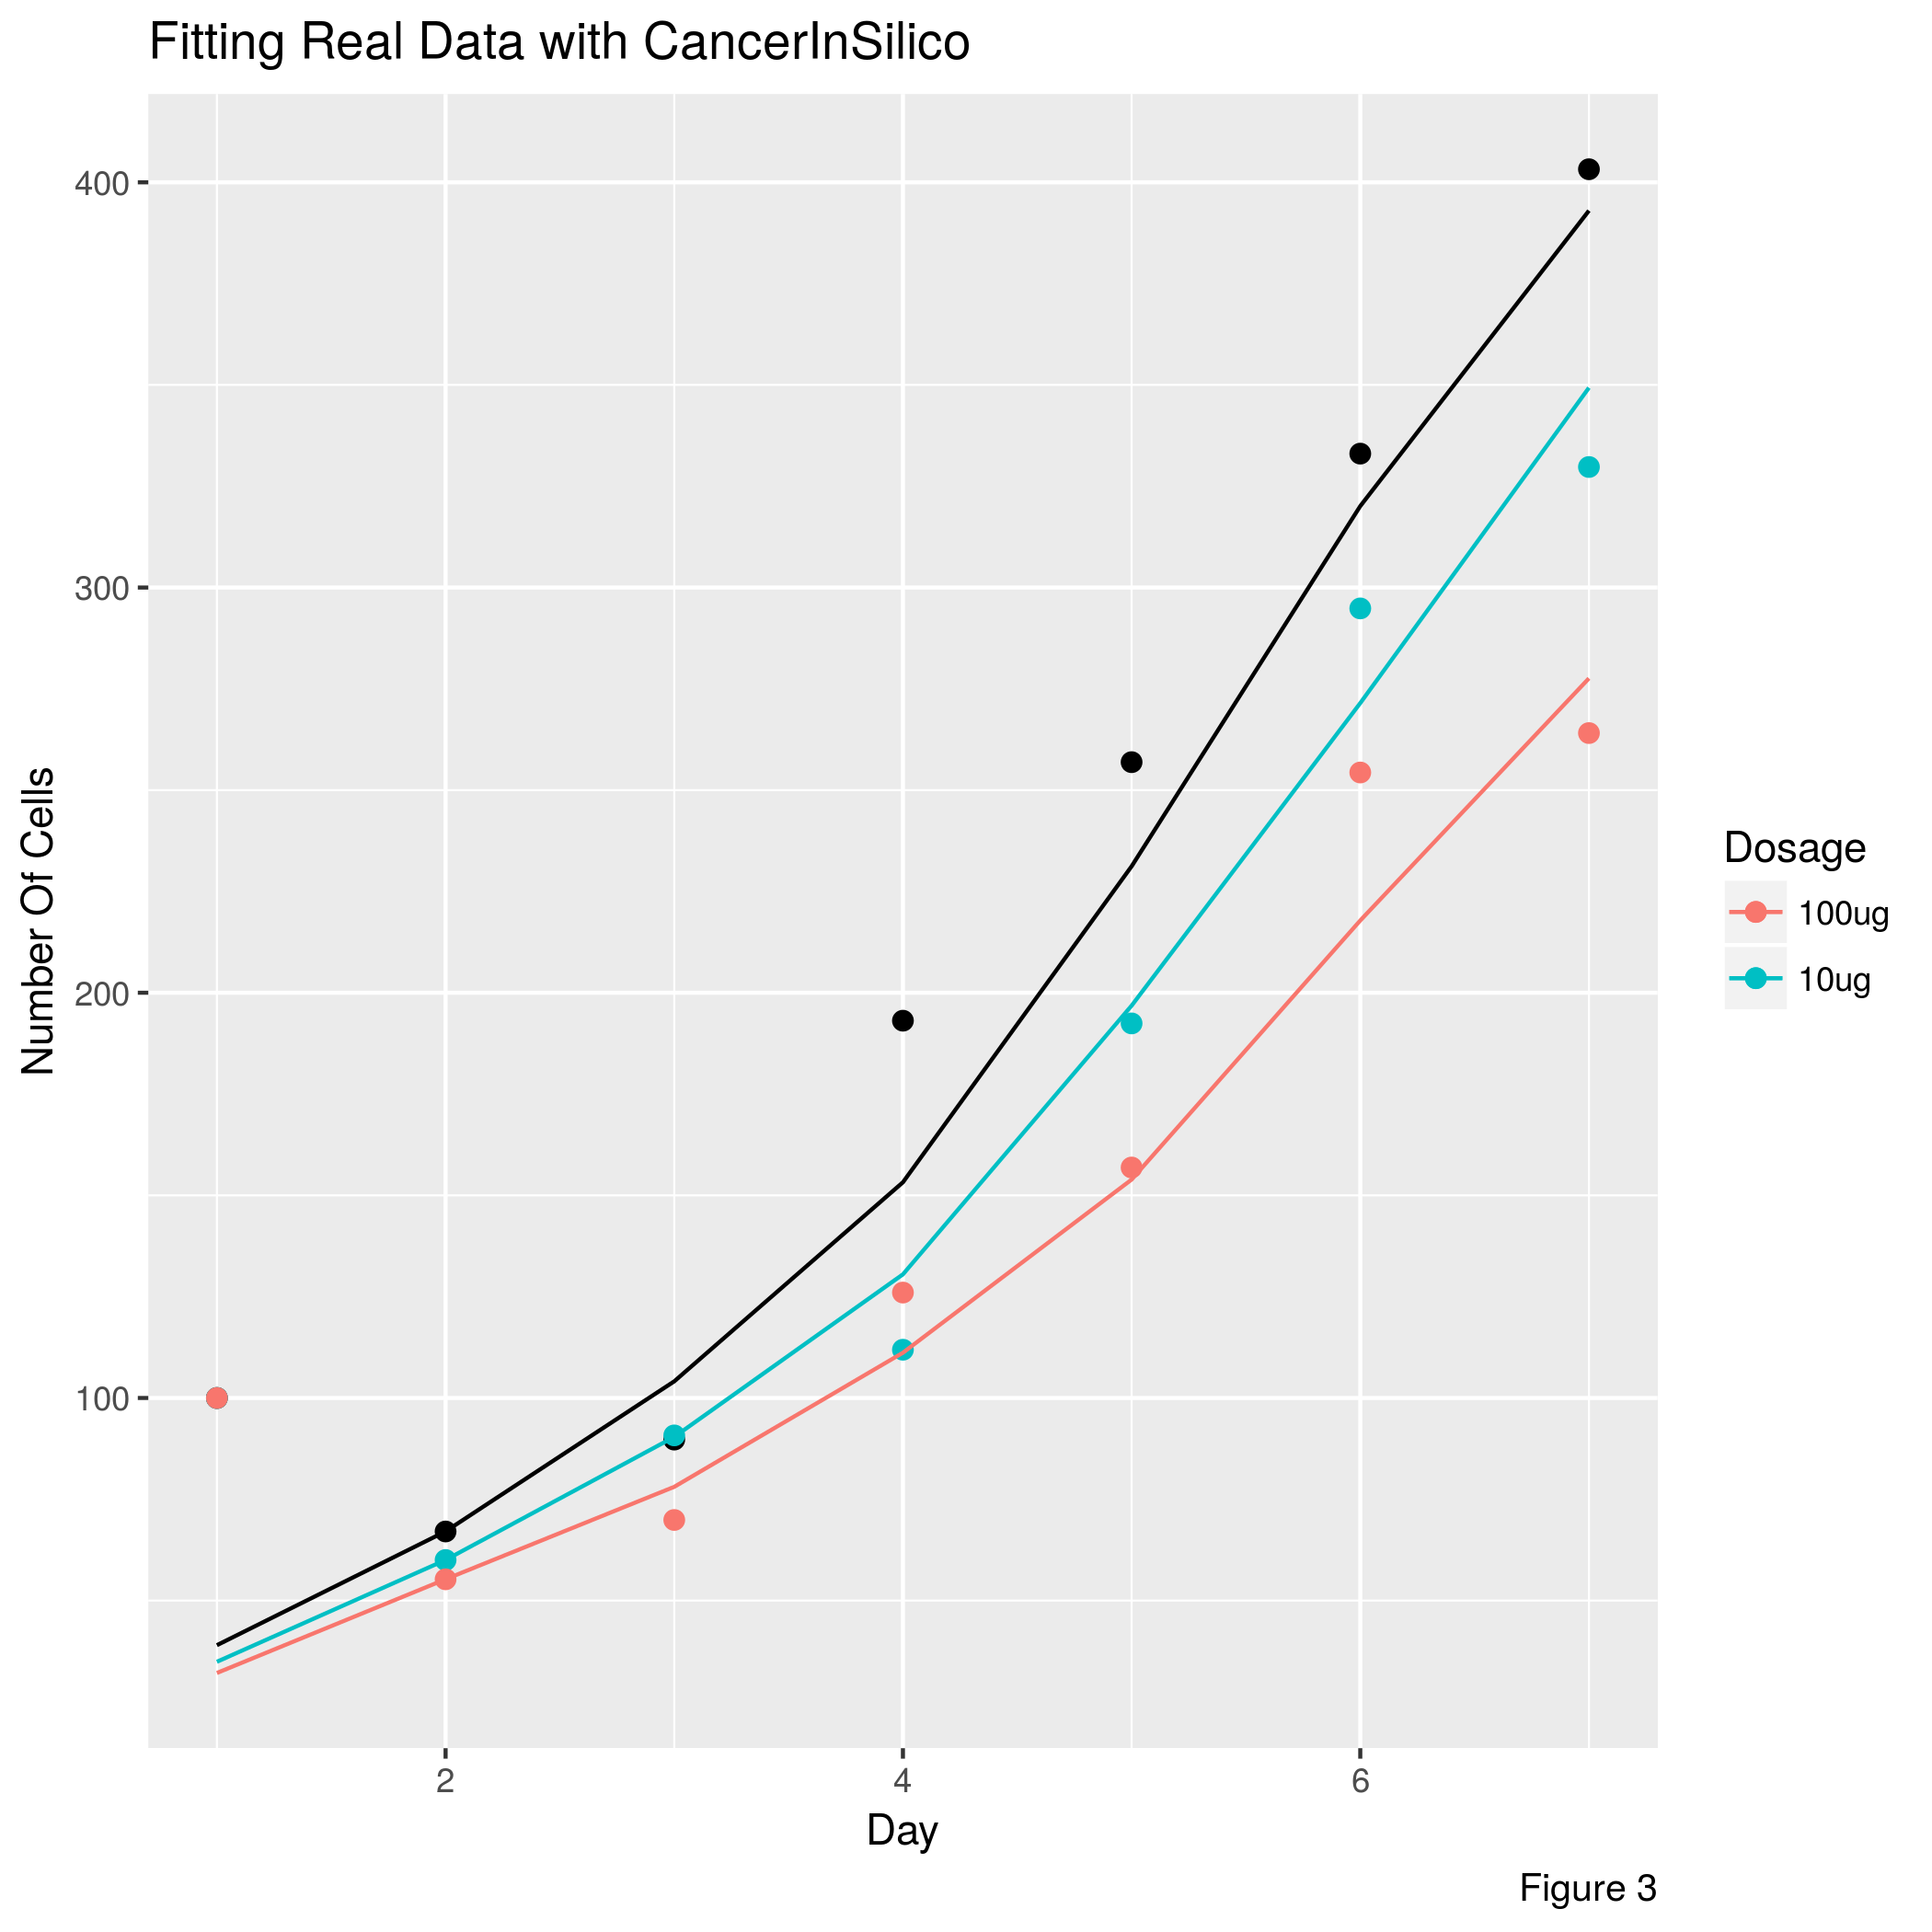 Fitting Real Data with CancerInSilico
400
300
200
100
Number Of Cells
2
4
6
Day
Dosage
100ug
10ug
Figure 3